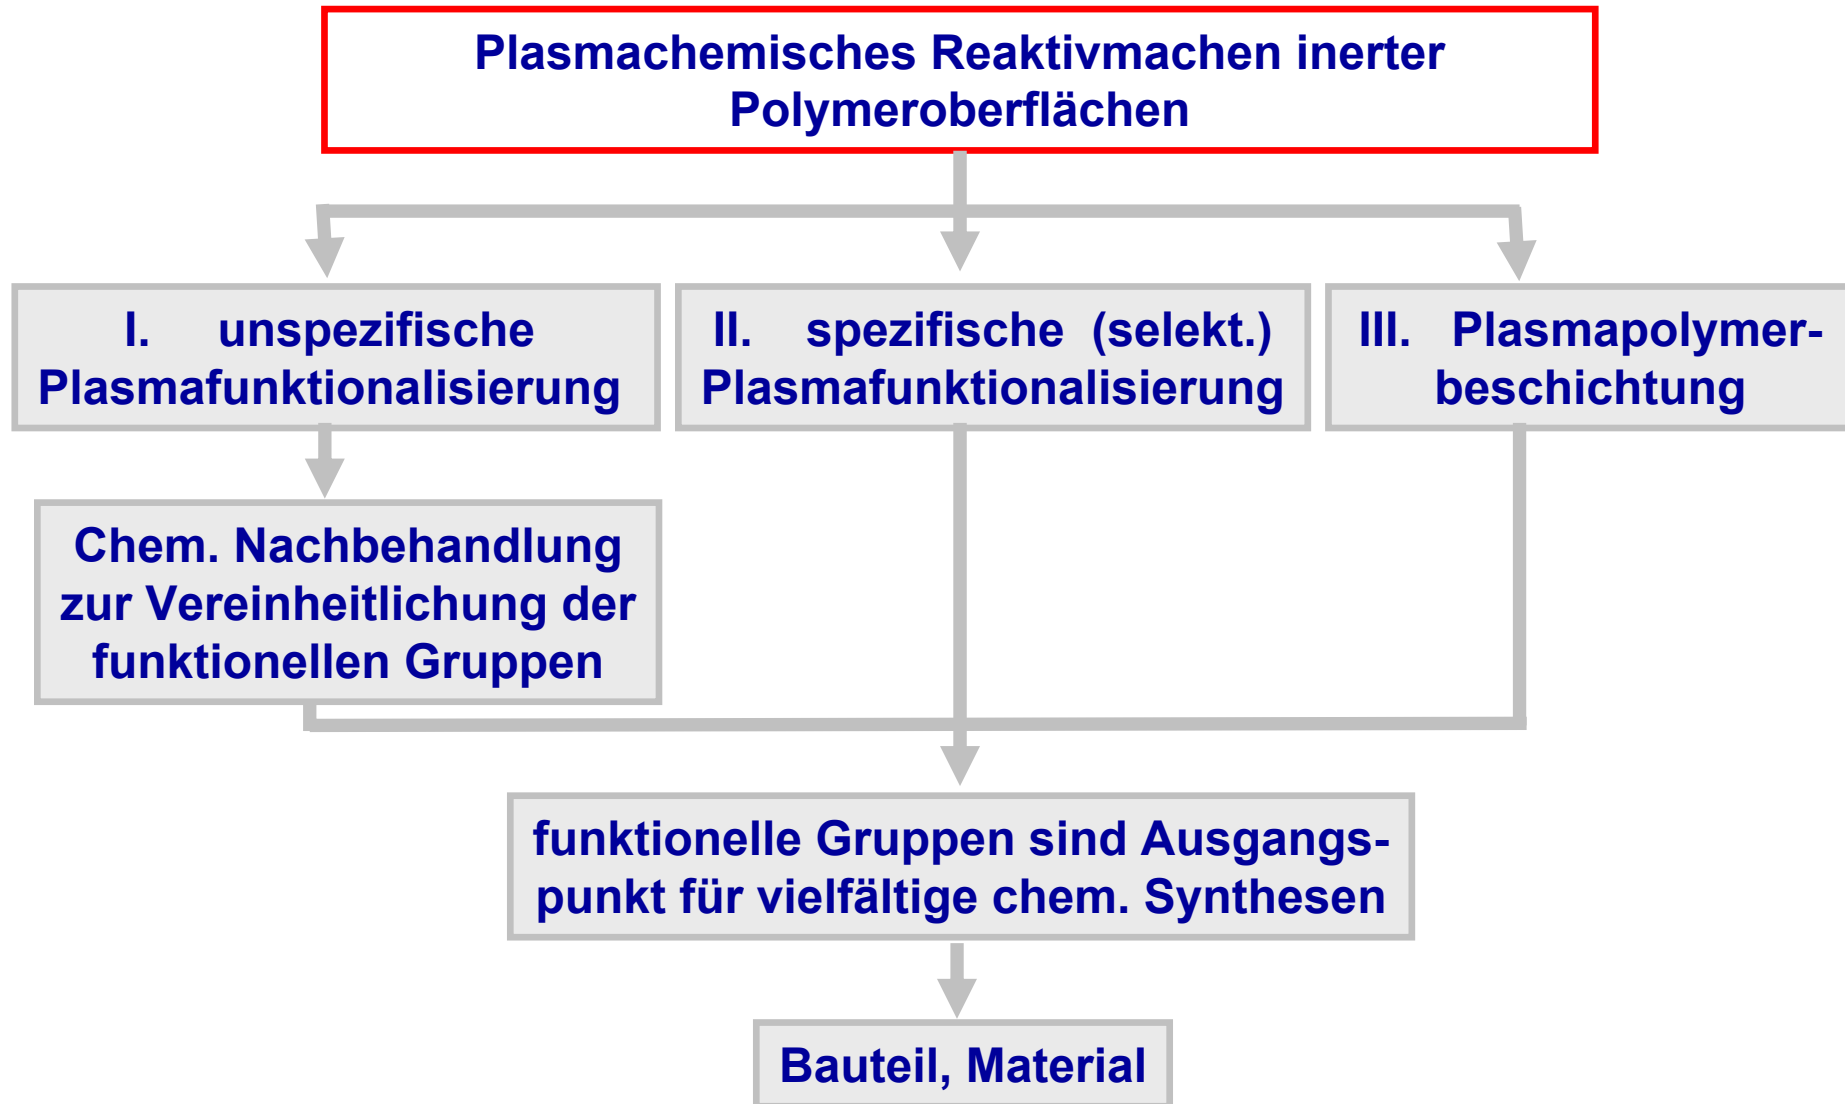 Plasmachemisches Reaktivmachen inerter
Polymeroberflächen
I. unspezifische
Plasmafunktionalisierung
II. spezifische (selekt.)
Plasmafunktionalisierung
III. Plasmapolymer-
beschichtung
Chem. Nachbehandlung
zur Vereinheitlichung der
funktionellen Gruppen
funktionelle Gruppen sind Ausgangs-
punkt für vielfältige chem. Synthesen
Bauteil, Material